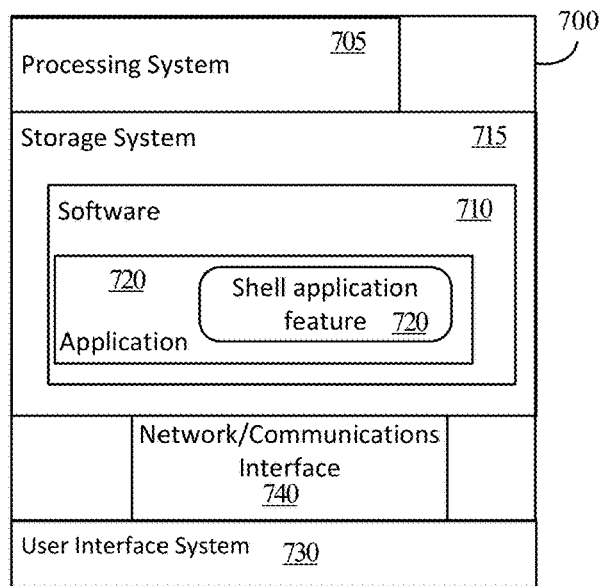 700
Processing System 705
Storage System 715
Software 710
720
Application
Shell application
feature 720
Network/Communications
Interface
740
User Interface System 730